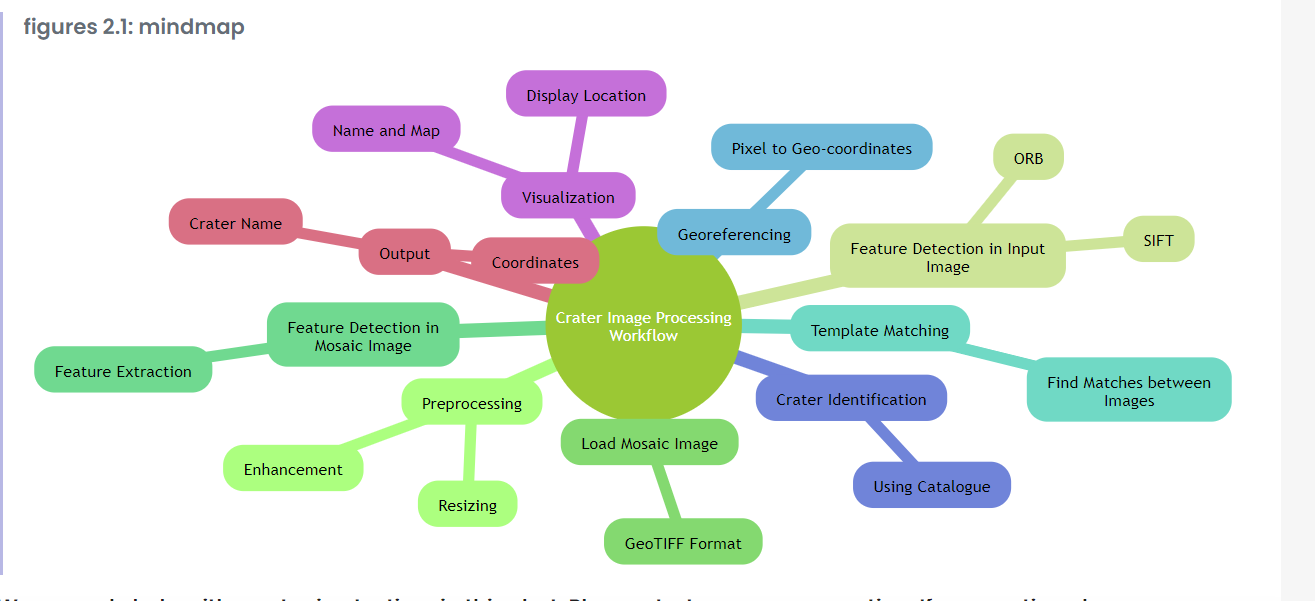 figures 2.1: mindmap
Display Location
Name and Map
Pixel to Geo-coordinates
ORB
Visualization
Crater Name
Georeferencing
SIFT
Output
Coordinates
Feature Detection in Input
Image
Crater Image Processing
Workflow
Feature Detection in
Mosaic Image
Template Matching
Feature Extraction
Find Matches between
Images
Preprocessing
Crater Identification
Load Mosaic Image
Enhancement
Using Catalogue
Resizing
GeoTIFF Format